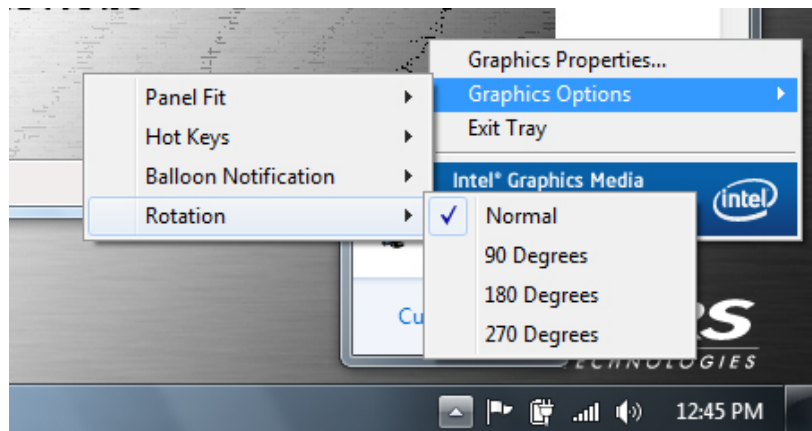 Graphics Properties...
Graphics Options
Exit Tray
Panel Fit
Hot Keys
Balloon Notification
Rotation
Intel® Graphics Media
intel
Normal
90 Degrees
180 Degrees
270 Degrees
Cu
RS
ECHNOLOGIES
12:45 PM